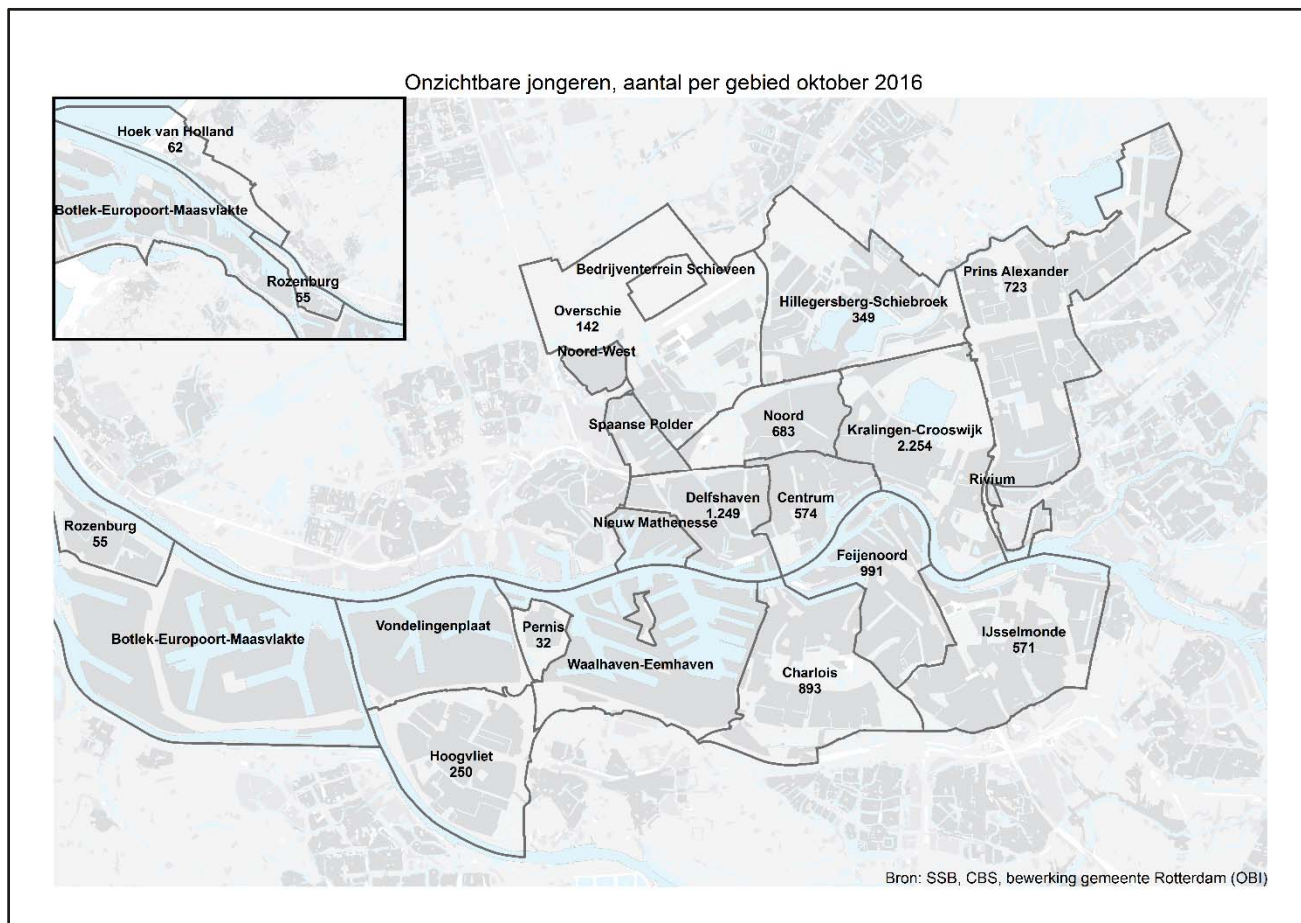 Onzichtbare jongeren, aantal per gebied oktober 2016
Hoek van Holland
62
Botlek-Europoort-Maasvlakte
Rozenburg
55
Bedrijventerrein Schieveen
Overschie
142
Noord-West
Hillegersberg-Schiebroek
349
Prins Alexander
723
Spaanse Polder
Noord
683
Kralingen-Crooswijk
2.254
Rivium
Delfshaven
1.249
Centrum
574
Nieuw Mathenesse
Rozenburg
55
Feijenoord
991
Botlek-Europoort-Maasvlakte
Vondelingenplaat
Pernis
32
Waalhaven-Eemhaven
Charlois
893
IJsselmonde
571
Hoogvliet
250
Bron: SSB, CBS, bewerking gemeente Rotterdam (OBI)